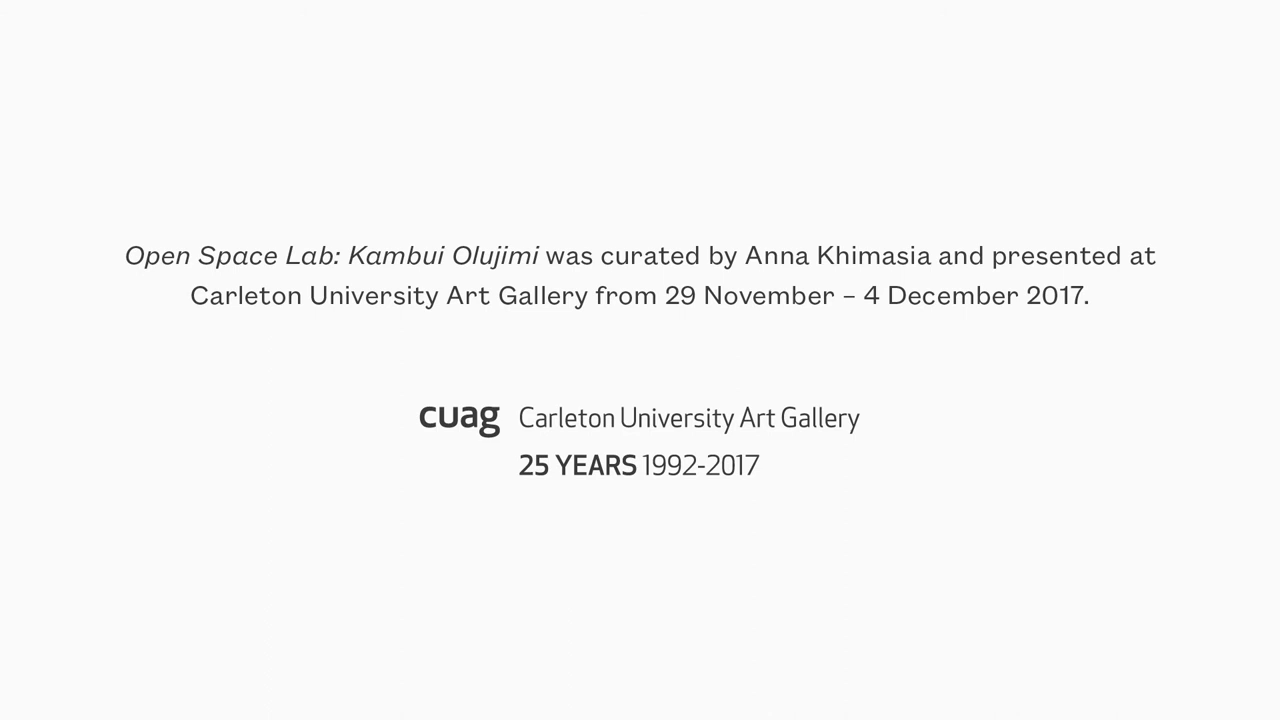 Open Space Lab: Kambui Olujimi was curated by Anna Khimasia and presented at
Carleton University Art Gallery from 29 November – 4 December 2017.
cuag Carleton University Art Gallery
25 YEARS 1992-2017